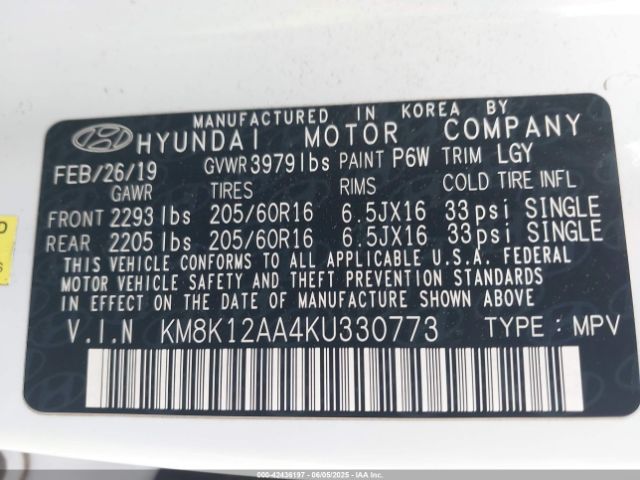 MANUFACTURED IN KOREA BY
HYUNDAI MOTOR COMPANY
FEB/26/19 GVWR 3979 lbs PAINT P6W TRIM LGY
GAWR TIRES RIMS COLD TIRE INFL
FRONT 2293 lbs 205/60R16 6.5JX16 33 psi SINGLE
REAR 2205 lbs 205/60R16 6.5JX16 33 psi SINGLE
THIS VEHICLE CONFORMS TO ALL APPLICABLE U.S.A. FEDERAL
MOTOR VEHICLE SAFETY AND THEFT PREVENTION STANDARDS
IN EFFECT ON THE DATE OF MANUFACTURE SHOWN ABOVE.
V.I.N KM8K12AA4KU330773 TYPE : MPV
000-42436197 - 06/05/2025 - IAAI Inc.